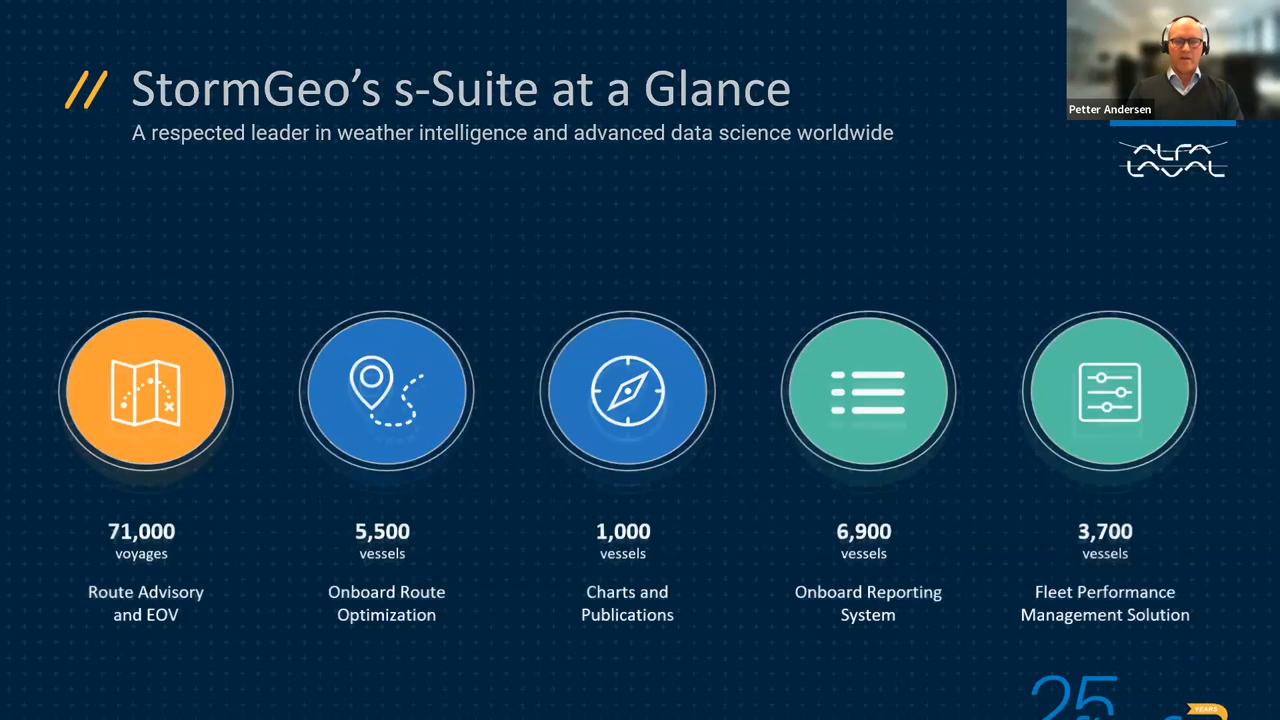 StormGeo’s s-Suite at a Glance
A respected leader in weather intelligence and advanced data science worldwide
Petter Andersen
ALFA
LAVAL
71,000
voyages
Route Advisory
and EOV
5,500
vessels
Onboard Route
Optimization
1,000
vessels
Charts and
Publications
6,900
vessels
Onboard Reporting
System
3,700
vessels
Fleet Performance
Management Solution
25
YEARS